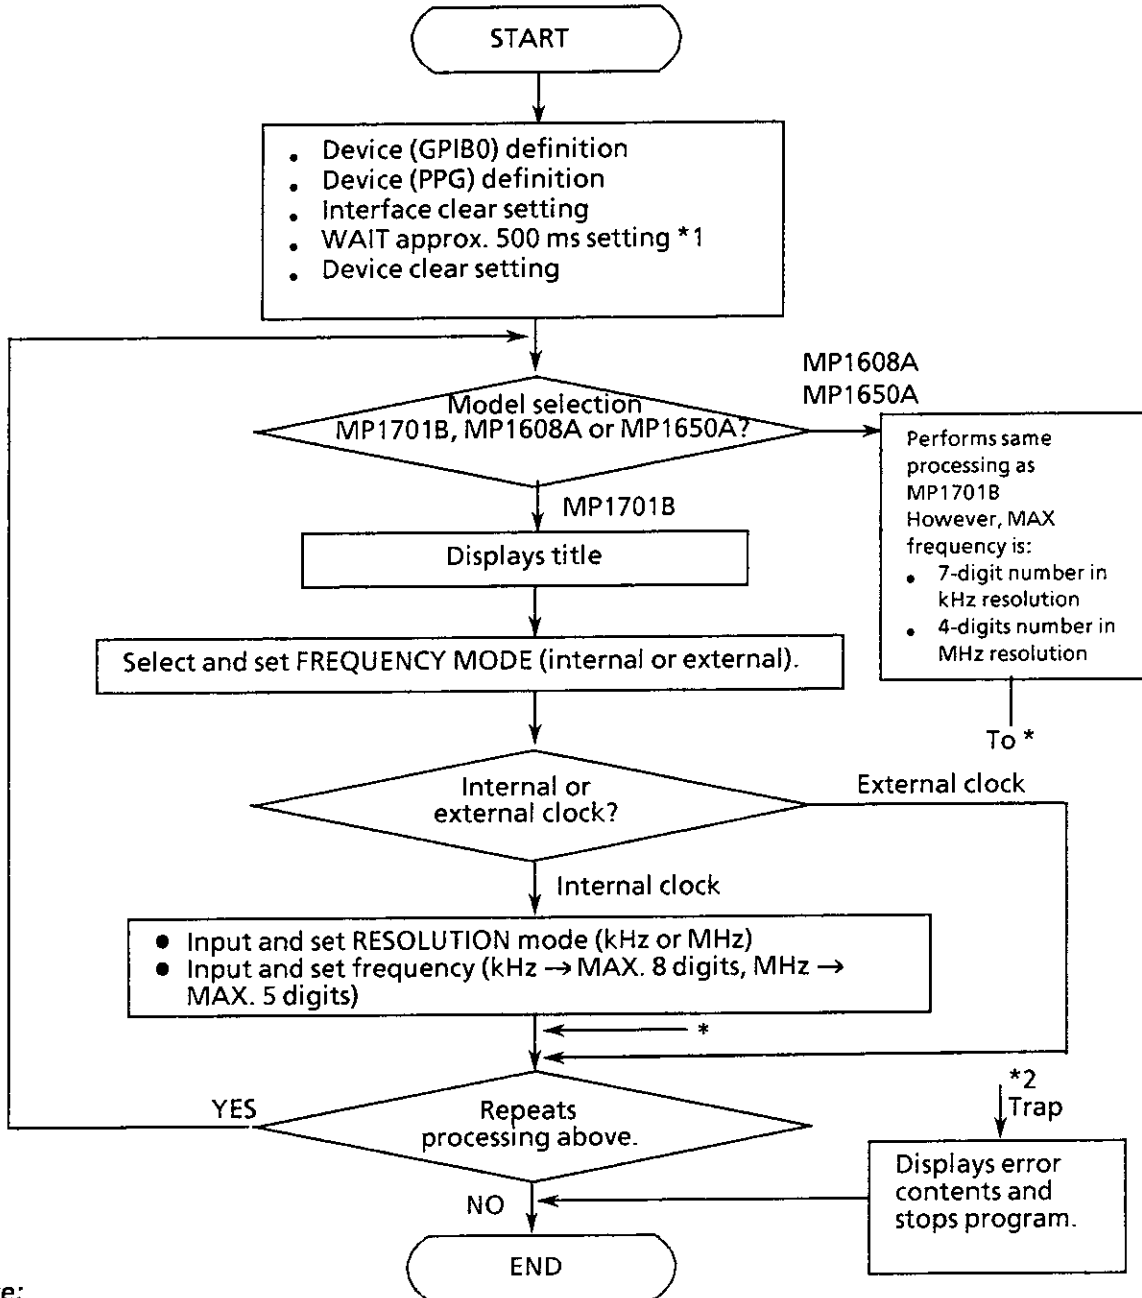 START
• Device (GPIB0) definition
• Device (PPG) definition
• Interface clear setting
• WAIT approx. 500 ms setting *1
• Device clear setting
MP1608A
MP1650A
Model selection
MP1701B, MP1608A or MP1650A?
Performs same
processing as
MP1701B
However, MAX
frequency is:
• 7-digit number in
kHz resolution
• 4-digits number in
MHz resolution
MP1701B
Displays title
Select and set FREQUENCY MODE (internal or external).
To *
Internal or
external clock?
External clock
Internal clock
● Input and set RESOLUTION mode (kHz or MHz)
● Input and set frequency (kHz → MAX. 8 digits, MHz →
MAX. 5 digits)
*
*2
Trap
YES
Repeats
processing above.
Displays error
contents and
stops program.
NO
END